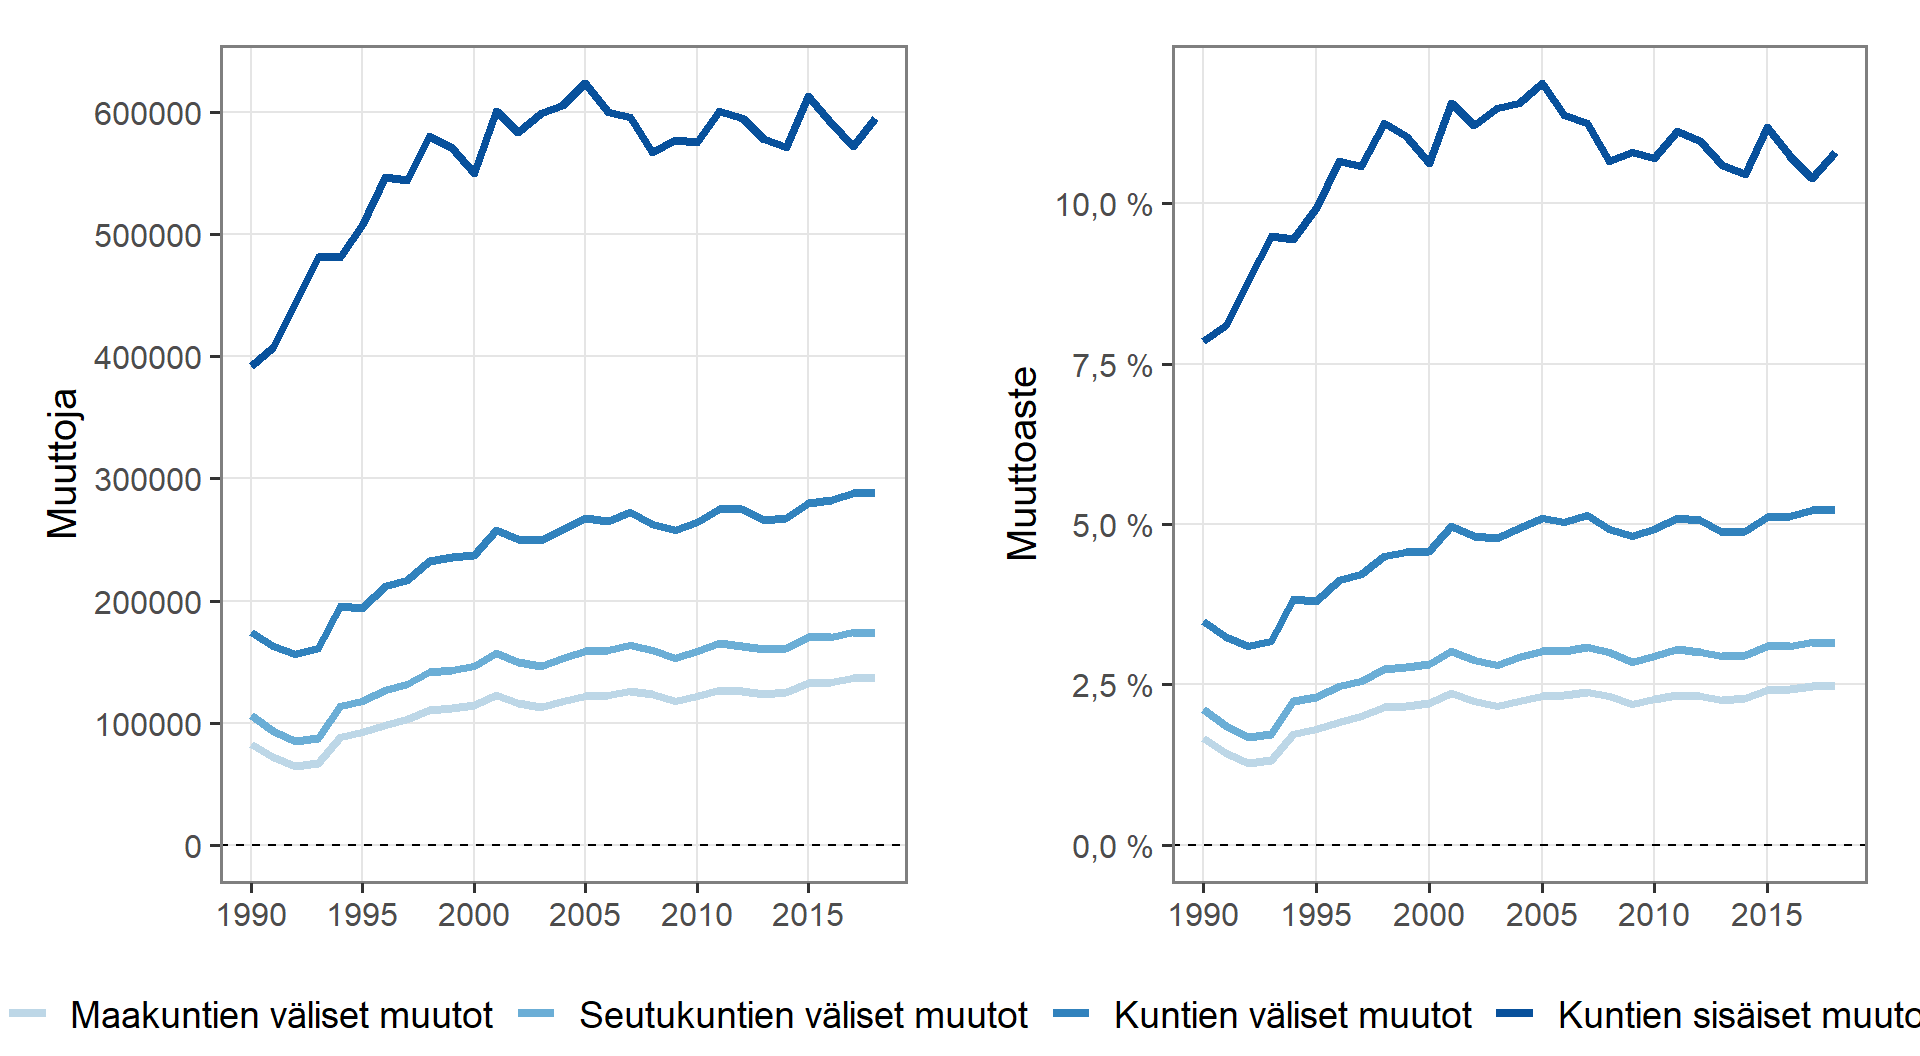 Muuttoja
600000
500000
400000
300000
200000
100000
0
1990 1995 2000 2005 2010 2015
Muuttoaste
10,0 %
7,5 %
5,0 %
2,5 %
0,0 %
1990 1995 2000 2005 2010 2015
Maakuntien väliset muutot Seutukuntien väliset muutot Kuntien väliset muutot Kuntien sisäiset muuto